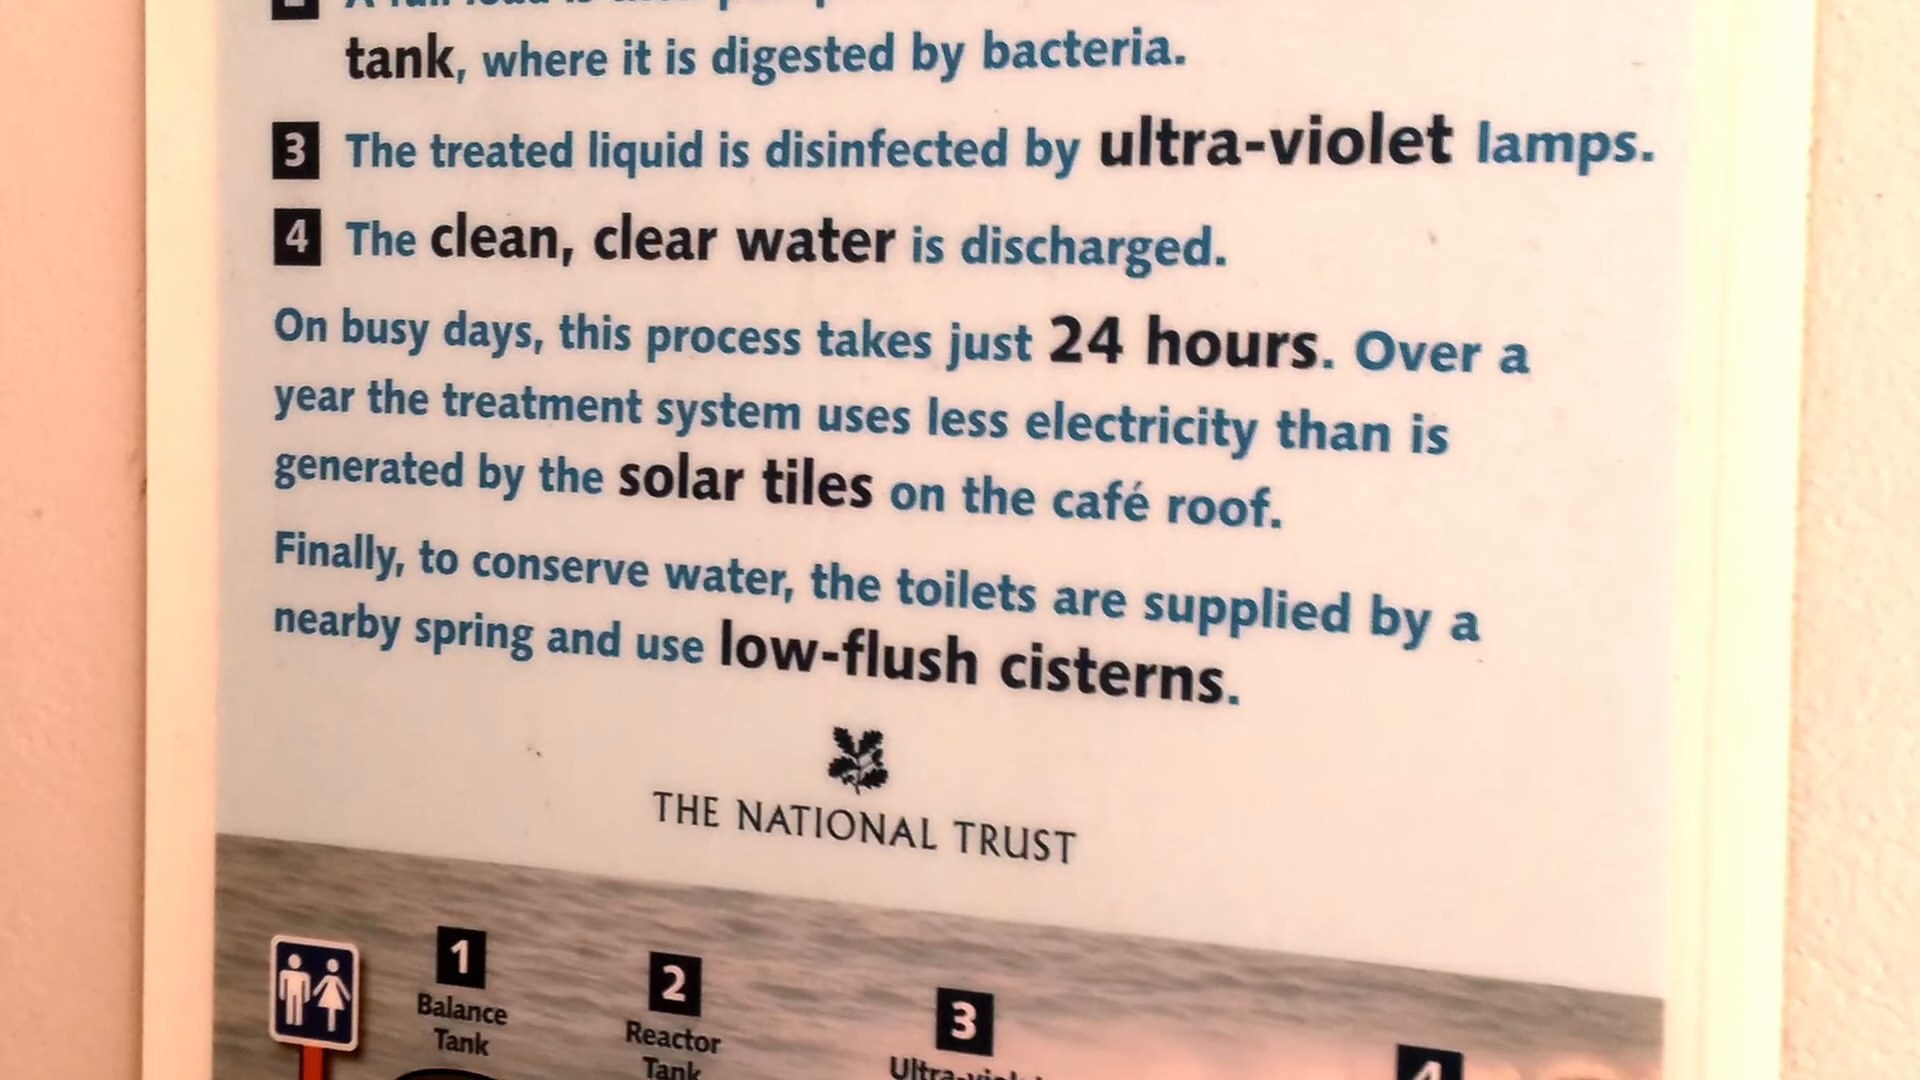 tank, where it is digested by bacteria.
3 The treated liquid is disinfected by ultra-violet lamps.
4 The clean, clear water is discharged.
On busy days, this process takes just 24 hours. Over a
year the treatment system uses less electricity than is
generated by the solar tiles on the café roof.
Finally, to conserve water, the toilets are supplied by a
nearby spring and use low-flush cisterns.
THE NATIONAL TRUST
1
Balance
Tank
2
Reactor
Tank
3
4